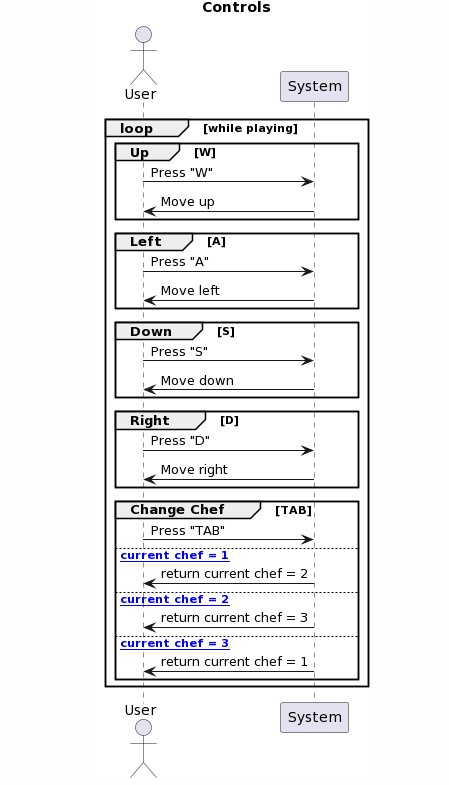 Controls
User
System
loop [while playing]
Up [W]
Press "W"
Move up
Left [A]
Press "A"
Move left
Down [S]
Press "S"
Move down
Right [D]
Press "D"
Move right
Change Chef [TAB]
Press "TAB"
current chef = 1
return current chef = 2
current chef = 2
return current chef = 3
current chef = 3
return current chef = 1
User
System